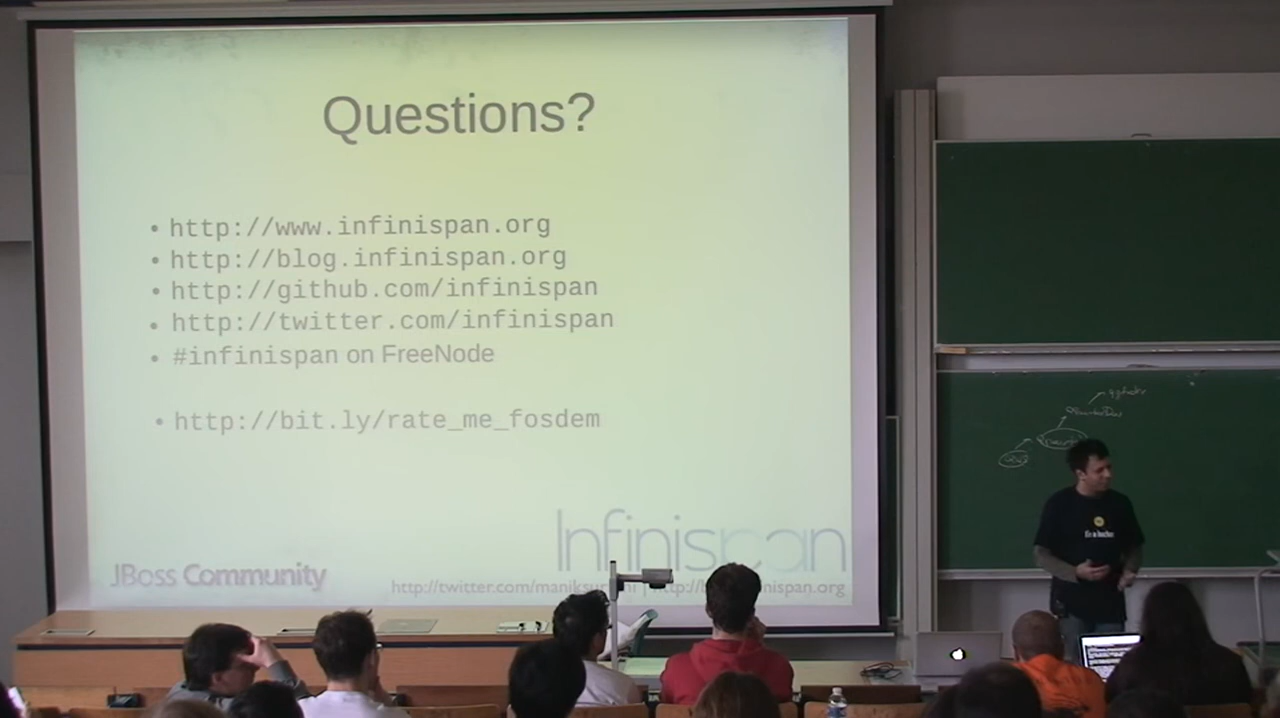 Questions?
• http://www.infinispan.org
• http://blog.infinispan.org
• http://github.com/infinispan
• http://twitter.com/infinispan
• #infinispan on FreeNode
• http://bit.ly/rate_me_fosdem
Infinispan
JBoss Community